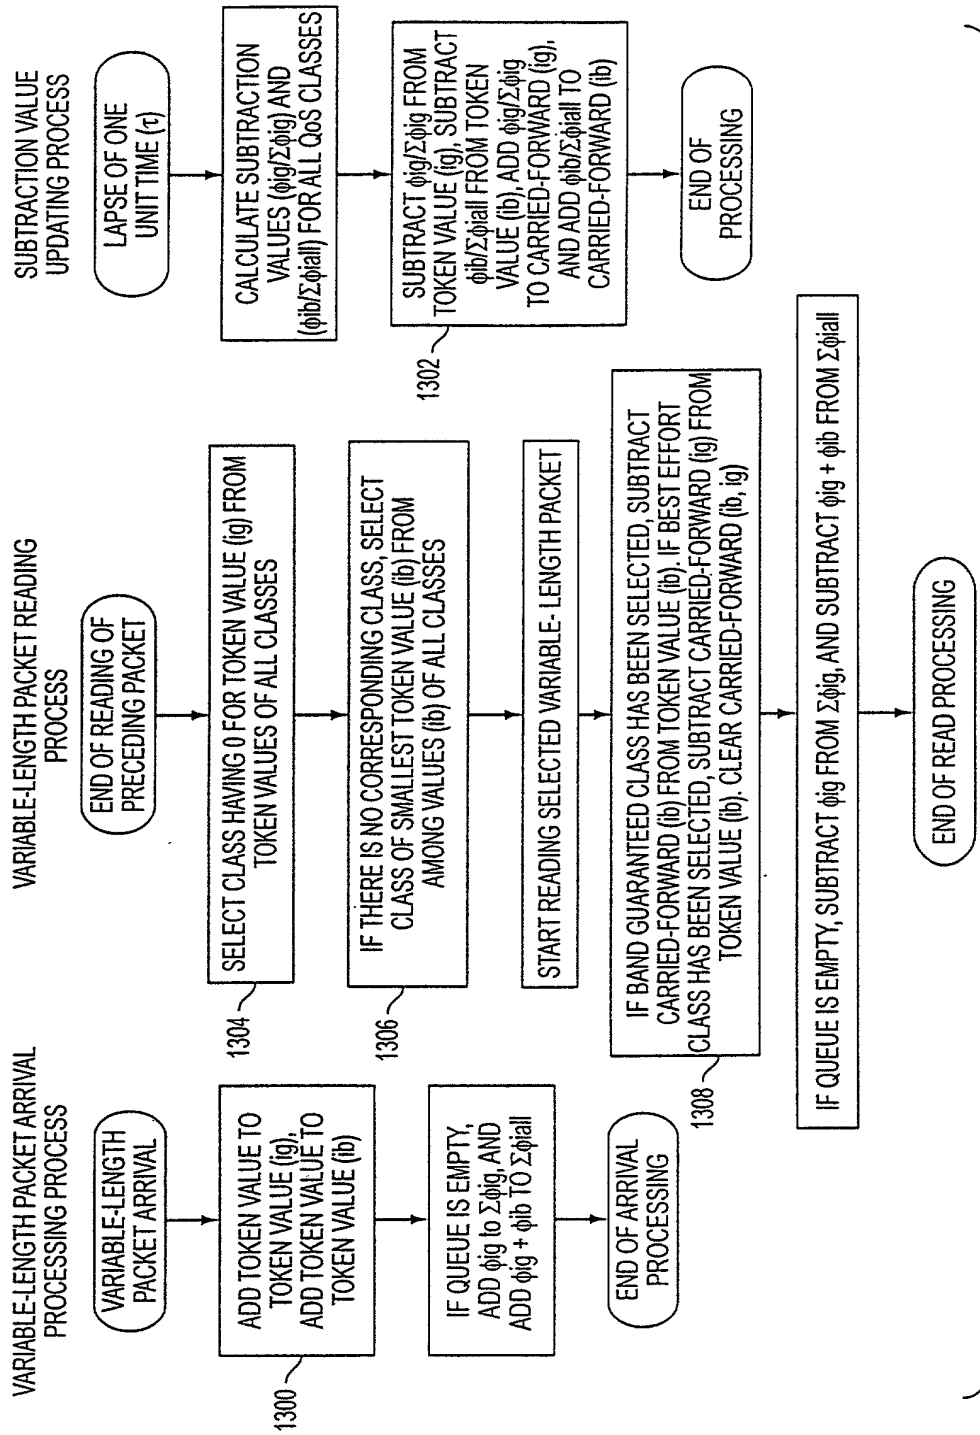 VARIABLE-LENGTH PACKET ARRIVAL
PROCESSING PROCESS
VARIABLE-LENGTH
PACKET ARRIVAL
ADD TOKEN VALUE TO
TOKEN VALUE (ig),
ADD TOKEN VALUE TO
TOKEN VALUE (ib)
1300
IF QUEUE IS EMPTY,
ADD ϕig to Σϕig, AND
ADD ϕig + ϕib TO Σϕiall
END OF ARRIVAL
PROCESSING
VARIABLE-LENGTH PACKET READING
PROCESS
END OF READING OF
PRECEDING PACKET
SELECT CLASS HAVING 0 FOR TOKEN VALUE (ig) FROM
TOKEN VALUES OF ALL CLASSES
1304
IF THERE IS NO CORRESPONDING CLASS, SELECT
CLASS OF SMALLEST TOKEN VALUE (ib) FROM
AMONG VALUES (ib) OF ALL CLASSES
1306
START READING SELECTED VARIABLE- LENGTH PACKET
IF BAND GUARANTEED CLASS HAS BEEN SELECTED, SUBTRACT
CARRIED-FORWARD (ib) FROM TOKEN VALUE (ib). IF BEST EFFORT
CLASS HAS BEEN SELECTED, SUBTRACT CARRIED-FORWARD (ig) FROM
TOKEN VALUE (ib). CLEAR CARRIED-FORWARD (ib, ig)
1308
IF QUEUE IS EMPTY, SUBTRACT ϕig FROM Σϕig, AND SUBTRACT ϕig + ϕib FROM Σϕiall
END OF READ PROCESSING
SUBTRACTION VALUE
UPDATING PROCESS
LAPSE OF ONE
UNIT TIME (τ)
CALCULATE SUBTRACTION
VALUES (ϕig/Σϕig) AND
(ϕib/Σϕiall) FOR ALL QoS CLASSES
SUBTRACT ϕig/Σϕig FROM
TOKEN VALUE (ig), SUBTRACT
ϕib/Σϕiall FROM TOKEN
VALUE (ib), ADD ϕig/Σϕig
TO CARRIED-FORWARD (ig),
AND ADD ϕib/Σϕiall TO
CARRIED-FORWARD (ib)
1302
END OF
PROCESSING